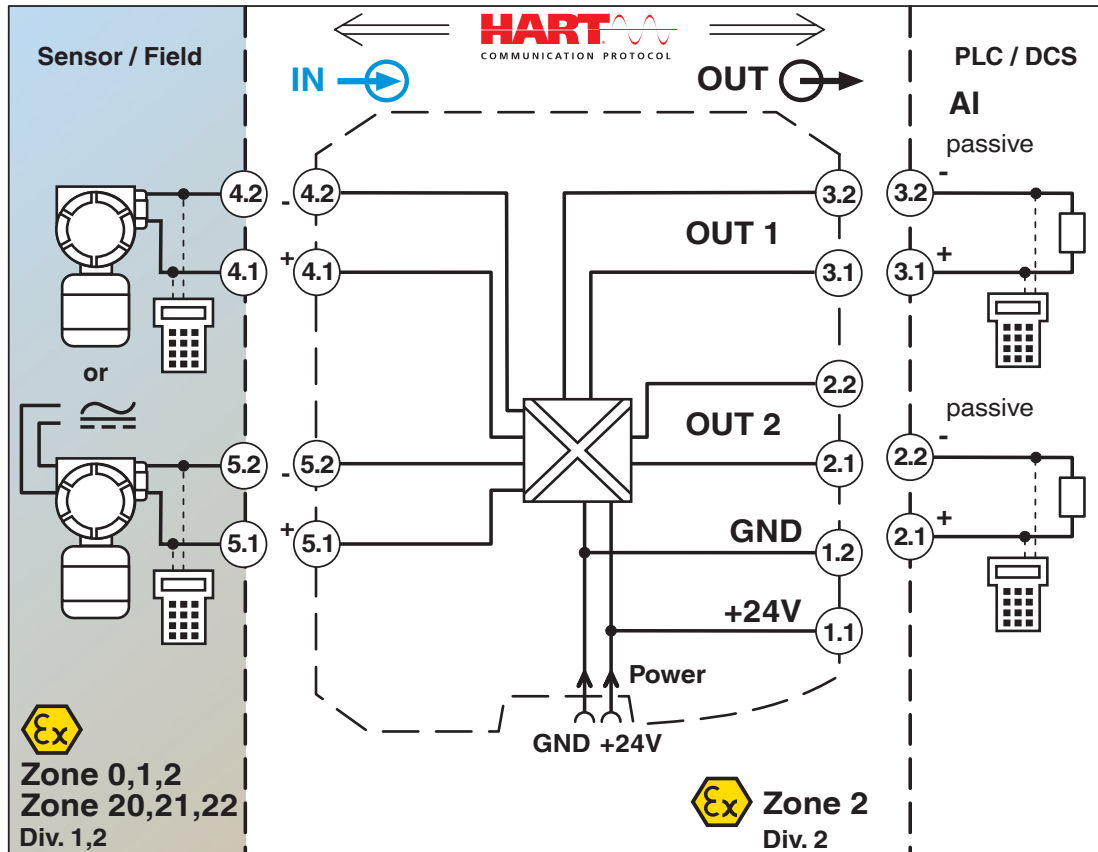 Sensor / Field
HART
COMMUNICATION PROTOCOL
PLC / DCS
IN
OUT
AI
passive
4.2
-
4.2
3.2
3.2
-
OUT 1
4.1
+
4.1
3.1
3.1
+
or
2.2
passive
OUT 2
5.2
-
5.2
2.1
2.2
-
5.1
+
5.1
GND
1.2
2.1
+
+24V
1.1
Power
GND +24V
Ex
Zone 0,1,2
Zone 20,21,22
Div. 1,2
Ex
Zone 2
Div. 2